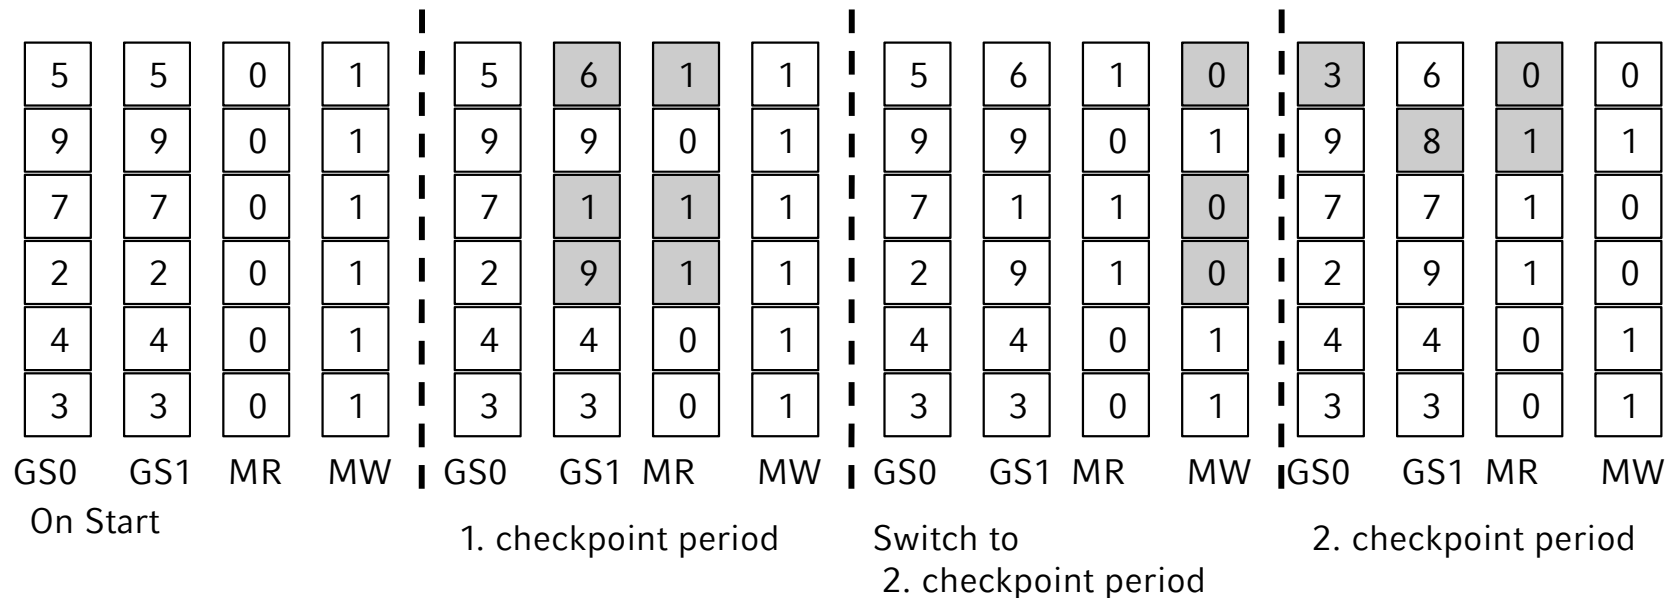 5 5 0 1 5 6 1 1 5 6 1 0 3 6 0 0
9 9 0 1 9 9 0 1 9 9 0 1 9 8 1 1
7 7 0 1 7 1 1 1 7 1 1 0 7 7 1 0
2 2 0 1 2 9 1 1 2 9 1 0 2 9 1 0
4 4 0 1 4 4 0 1 4 4 0 1 4 4 0 1
3 3 0 1 3 3 0 1 3 3 0 1 3 3 0 1
GS0 GS1 MR MW GS0 GS1 MR MW GS0 GS1 MR MW GS0 GS1 MR MW
On Start
1. checkpoint period
Switch to
2. checkpoint period
2. checkpoint period